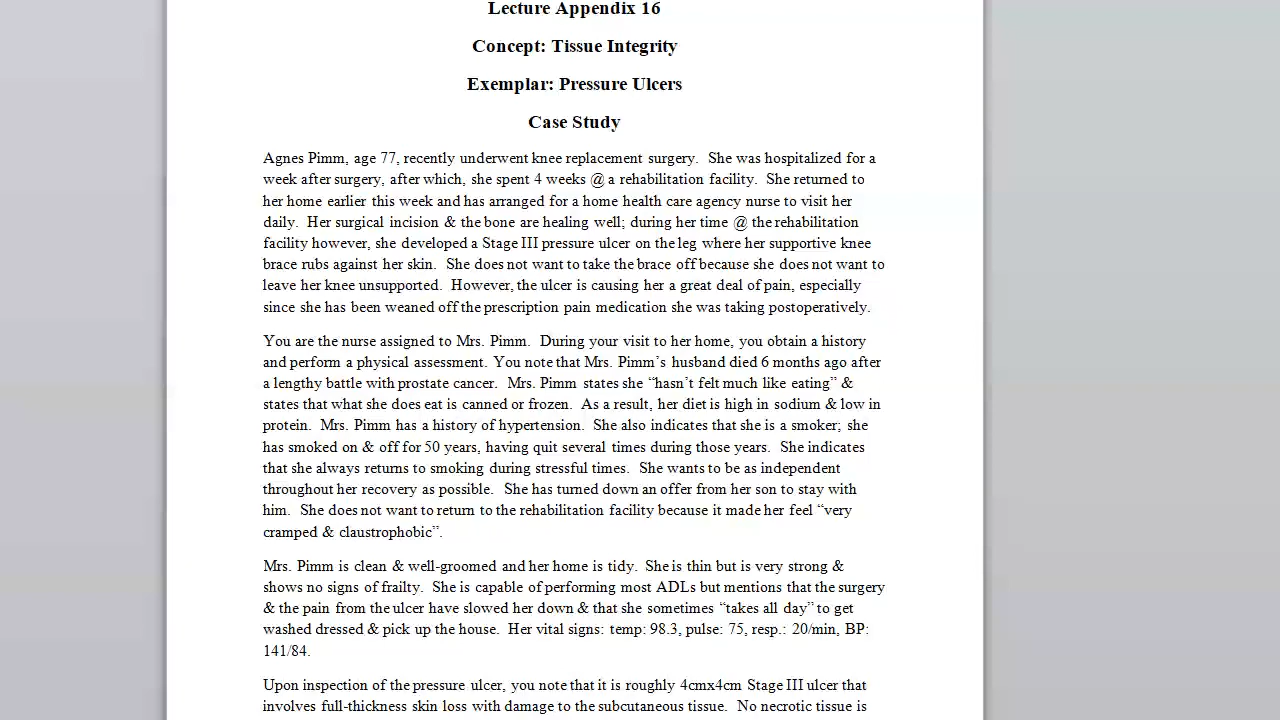 Lecture Appendix 16
Concept: Tissue Integrity
Exemplar: Pressure Ulcers
Case Study
Agnes Pimm, age 77, recently underwent knee replacement surgery.  She was hospitalized for a
week after surgery, after which, she spent 4 weeks @ a rehabilitation facility.  She returned to
her home earlier this week and has arranged for a home health care agency nurse to visit her
daily.  Her surgical incision & the bone are healing well; during her time @ the rehabilitation
facility however, she developed a Stage III pressure ulcer on the leg where her supportive knee
brace rubs against her skin.  She does not want to take the brace off because she does not want to
leave her knee unsupported.  However, the ulcer is causing her a great deal of pain, especially
since she has been weaned off the prescription pain medication she was taking postoperatively.
You are the nurse assigned to Mrs. Pimm.  During your visit to her home, you obtain a history
and perform a physical assessment.  You note that Mrs. Pimm’s husband died 6 months ago after
a lengthy battle with prostate cancer.  Mrs. Pimm states she “hasn’t felt much like eating” &
states that what she does eat is canned or frozen.  As a result, her diet is high in sodium & low in
protein.  Mrs. Pimm has a history of hypertension.  She also indicates that she is a smoker; she
has smoked on & off for 50 years, having quit several times during those years.  She indicates
that she always returns to smoking during stressful times.  She wants to be as independent
throughout her recovery as possible.  She has turned down an offer from her son to stay with
him.  She does not want to return to the rehabilitation facility because it made her feel “very
cramped & claustrophobic”.
Mrs. Pimm is clean & well-groomed and her home is tidy.  She is thin but is very strong &
shows no signs of frailty.  She is capable of performing most ADLs but mentions that the surgery
& the pain from the ulcer have slowed her down & that she sometimes “takes all day” to get
washed dressed & pick up the house.  Her vital signs: temp: 98.3, pulse: 75, resp.: 20/min, BP:
141/84.
Upon inspection of the pressure ulcer, you note that it is roughly 4cmx4cm Stage III ulcer that
involves full-thickness skin loss with damage to the subcutaneous tissue.  No necrotic tissue is